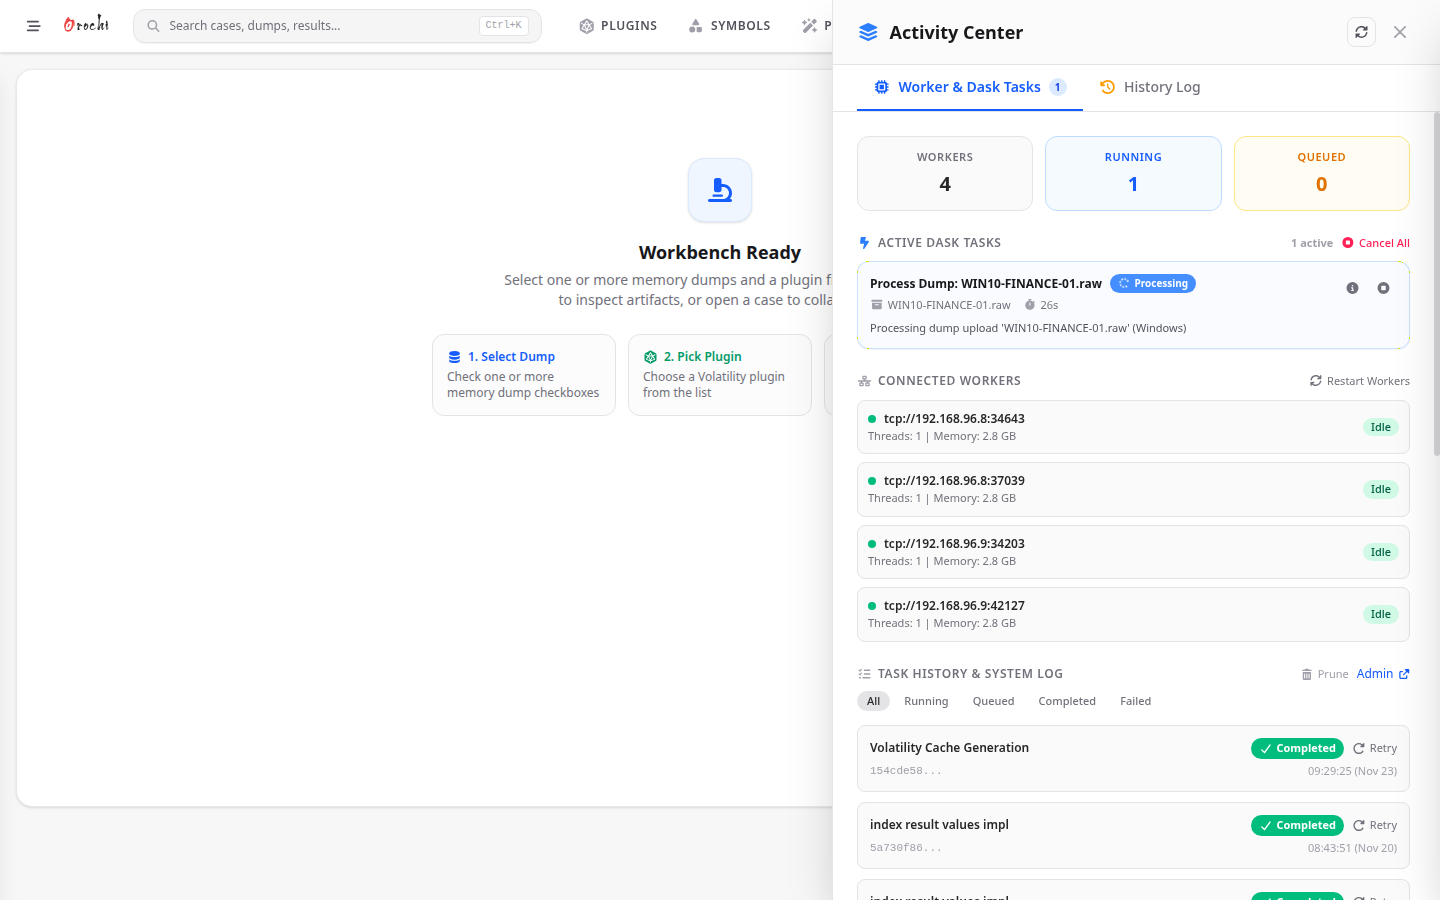 Orochi
Search cases, dumps, results...
Ctrl+K
PLUGINS
SYMBOLS
Workbench Ready
Select one or more memory dumps and a plugin
to inspect artifacts, or open a case to
1. Select Dump
Check one or more
memory dump checkboxes
2. Pick Plugin
Choose a Volatility plugin
from the list
Activity Center
Worker & Dask Tasks 1
History Log
WORKERS
4
RUNNING
1
QUEUED
0
ACTIVE DASK TASKS
1 active
Cancel All
Process Dump: WIN10-FINANCE-01.raw
Processing
WIN10-FINANCE-01.raw
26s
Processing dump upload 'WIN10-FINANCE-01.raw' (Windows)
CONNECTED WORKERS
Restart Workers
tcp://192.168.96.8:34643
Threads: 1 | Memory: 2.8 GB
Idle
tcp://192.168.96.8:37039
Threads: 1 | Memory: 2.8 GB
Idle
tcp://192.168.96.9:34203
Threads: 1 | Memory: 2.8 GB
Idle
tcp://192.168.96.9:42127
Threads: 1 | Memory: 2.8 GB
Idle
TASK HISTORY & SYSTEM LOG
Prune
Admin
All
Running
Queued
Completed
Failed
Volatility Cache Generation
Completed
Retry
154cde58...
09:29:25 (Nov 23)
index result values impl
Completed
Retry
5a730f86...
08:43:51 (Nov 20)